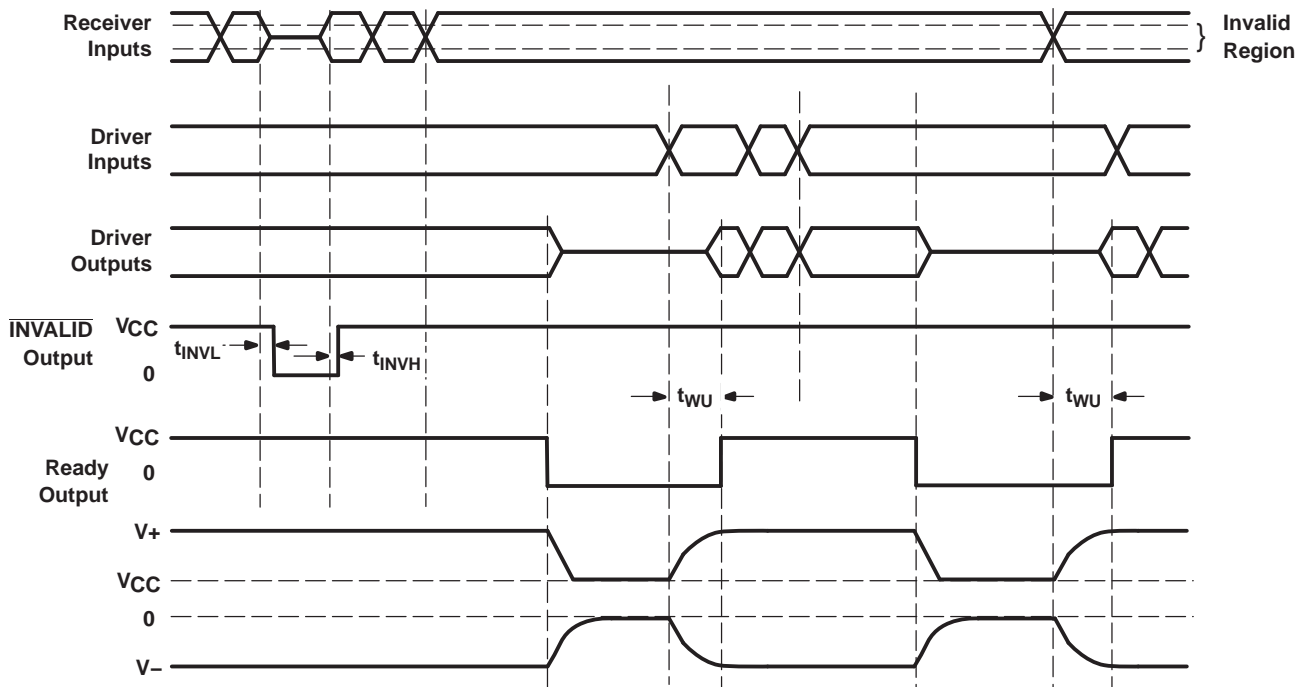 Receiver
Inputs
Invalid
Region
}
Driver
Inputs
Driver
Outputs
INVALID
Output
VCC
0
tINVL
tINVH
tWU
tWU
Ready
Output
VCC
0
V+
VCC
0
V−